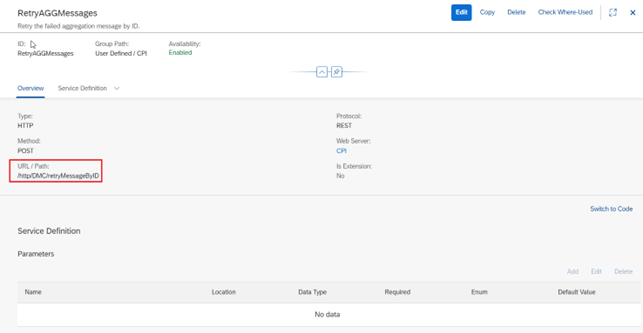 RetryAGGMessages
Edit Copy Delete Check Where-Used
Retry the failed aggregation message by ID.
ID: Group Path: Availability:
RetryAGGMessages User Defined / CPI Enabled
Overview Service Definition
Type: Protocol:
HTTP REST
Method: Web Server:
POST CPI
URL / Path: Is Extension:
/http/DMC/retryMessageByID No
Switch to Code
Service Definition
Parameters
Add Edit Delete
Name Location Data Type Required Enum Default Value
No data